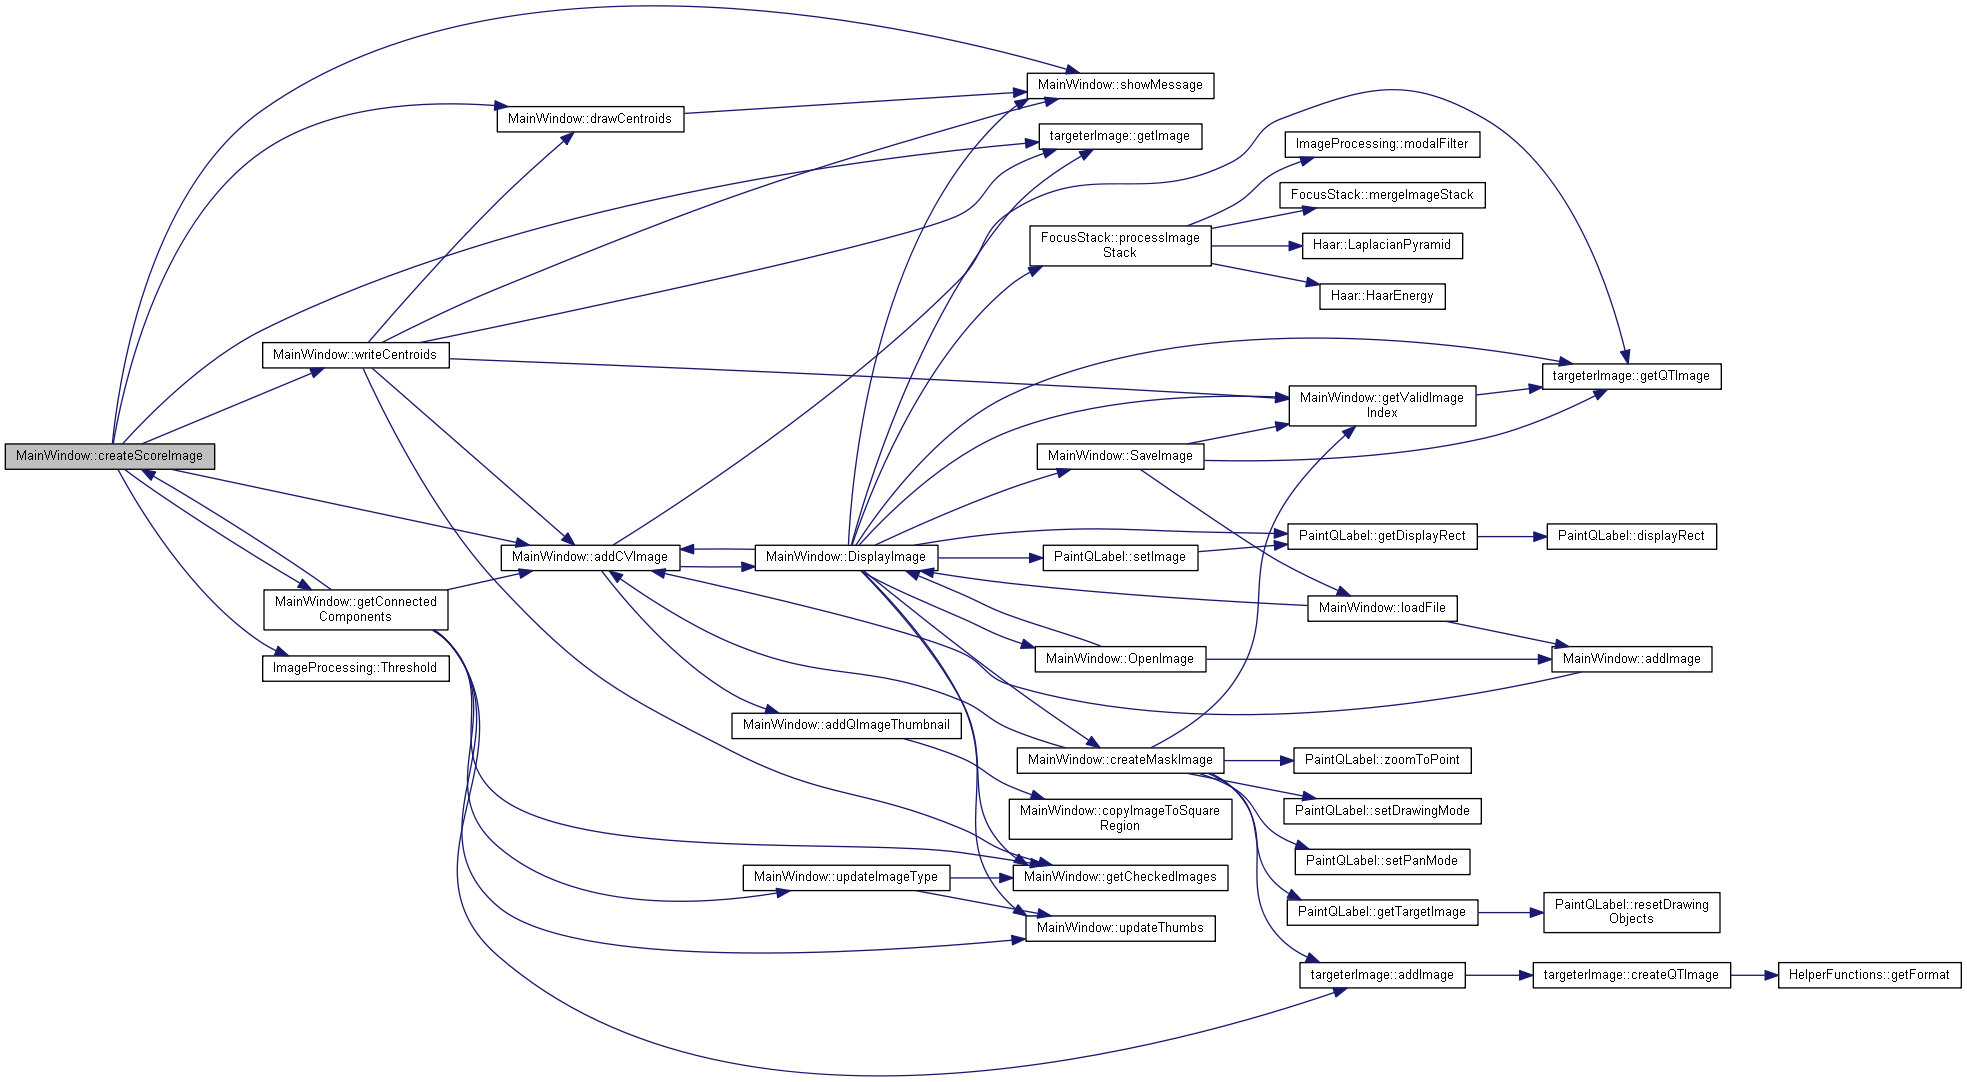 MainWindow::createScoreImage
MainWindow::drawCentroids
MainWindow::writeCentroids
MainWindow::getConnected
Components
ImageProcessing::Threshold
MainWindow::addCVImage
MainWindow::addQImageThumbnail
MainWindow::updateImageType
MainWindow::DisplayImage
MainWindow::showMessage
targeterImage::getImage
FocusStack::processImage
Stack
MainWindow::SaveImage
PaintQLabel::setImage
MainWindow::OpenImage
MainWindow::createMaskImage
MainWindow::copyImageToSquare
Region
MainWindow::getCheckedImages
MainWindow::updateThumbs
ImageProcessing::modalFilter
FocusStack::mergeImageStack
Haar::LaplacianPyramid
Haar::HaarEnergy
MainWindow::getValidImage
Index
PaintQLabel::getDisplayRect
MainWindow::loadFile
PaintQLabel::zoomToPoint
PaintQLabel::setDrawingMode
PaintQLabel::setPanMode
PaintQLabel::getTargetImage
targeterImage::addImage
targeterImage::getQTImage
PaintQLabel::displayRect
MainWindow::addImage
PaintQLabel::resetDrawing
Objects
targeterImage::createQTImage
HelperFunctions::getFormat